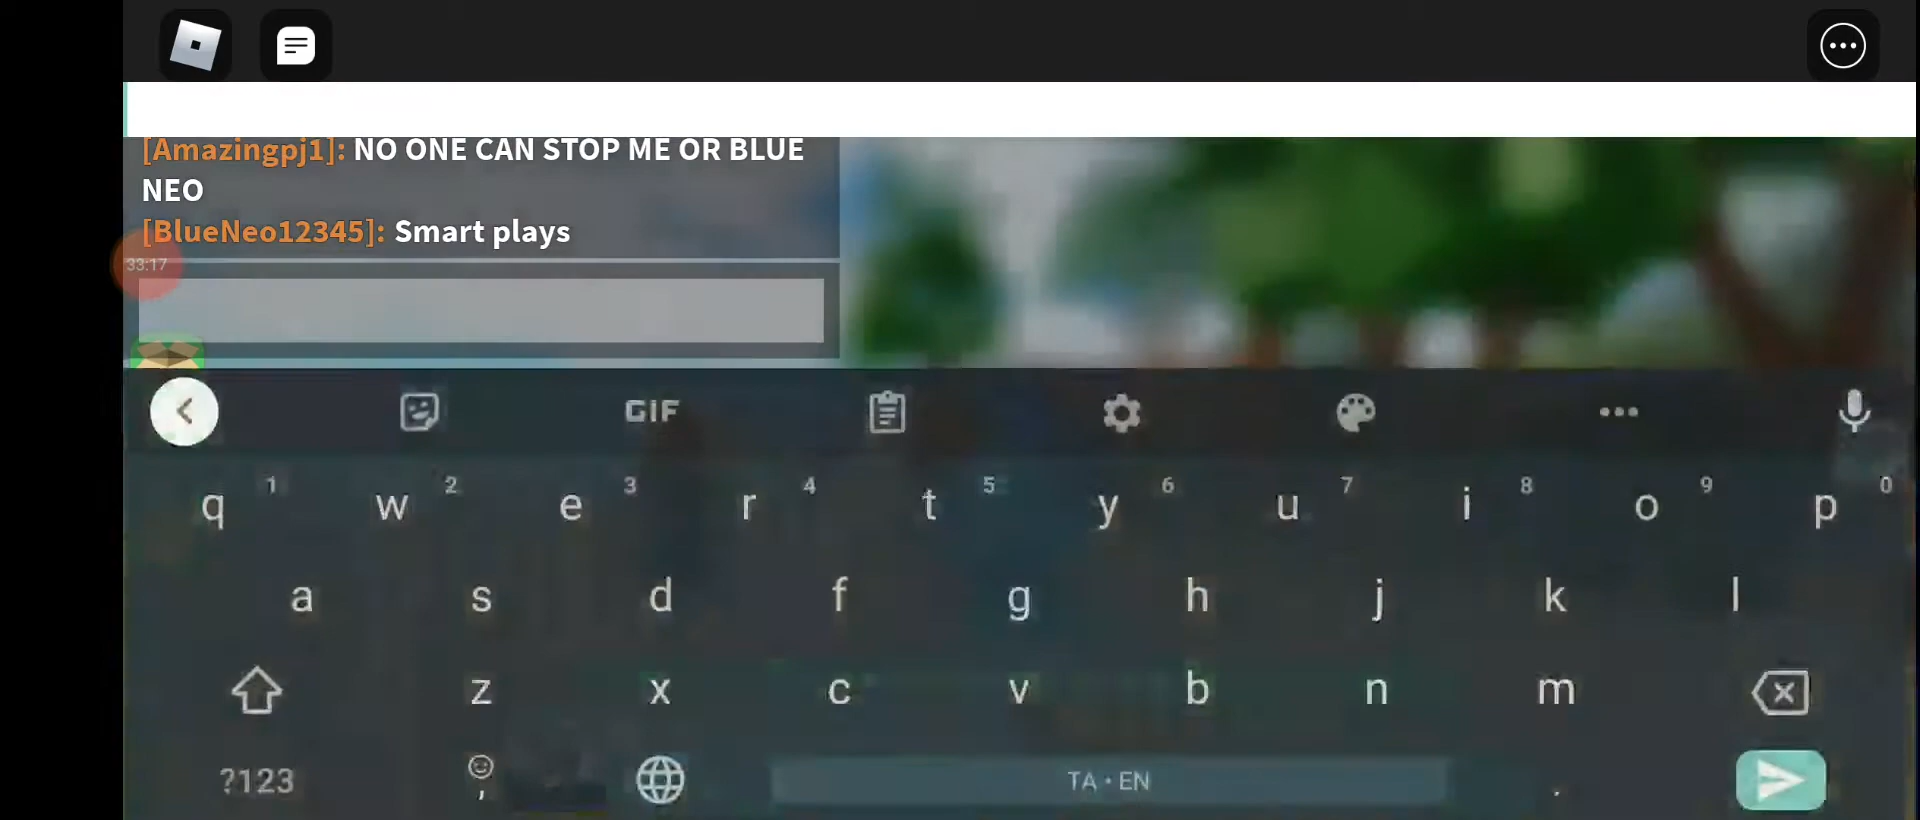 [Amazingpj1]: NO ONE CAN STOP ME OR BLUE
NEO
[BlueNeo12345]: Smart plays
33:17
GIF
1 2 3 4 5 6 7 8 9 0
q w e r t y u i o p
a s d f g h j k l
z x c v b n m
?123 , TA • EN .